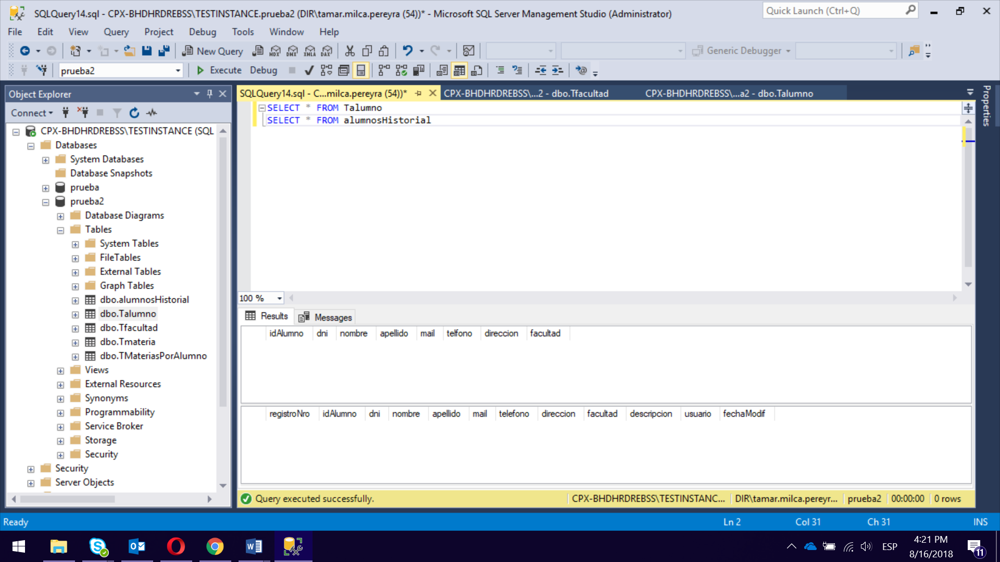 SQLQuery14.sql - CPX-BHDHRDREBSS\TESTINSTANCE.prueba2 (DIR\tamar.milca.pereyra (54))* - Microsoft SQL Server Management Studio (Administrator)
Quick Launch (Ctrl+Q)
File Edit View Query Project Debug Tools Window Help
New Query MDX DMX XMLA DAX Generic Debugger
prueba2 Execute Debug
Object Explorer
SQLQuery14.sql - C...milca.pereyra (54))* CPX-BHDHRDREBSS\...2 - dbo.Tfacultad CPX-BHDHRDREBSS\...a2 - dbo.Talumno
Properties
Connect
SELECT * FROM Talumno
SELECT * FROM alumnosHistorial
CPX-BHDHRDREBSS\TESTINSTANCE (SQL
Databases
System Databases
Database Snapshots
prueba
prueba2
Database Diagrams
Tables
System Tables
FileTables
External Tables
Graph Tables
dbo.alumnosHistorial
dbo.Talumno
dbo.Tfacultad
dbo.Tmateria
dbo.TMateriasPorAlumno
Views
External Resources
Synonyms
Programmability
Service Broker
Storage
Security
Security
Server Objects
100 %
Results Messages
idAlumno dni nombre apellido mail telfono direccion facultad
registroNro idAlumno dni nombre apellido mail telefono direccion facultad descripcion usuario fechaModif
Query executed successfully. CPX-BHDHRDREBSS\TESTINSTANC... DIR\tamar.milca.pereyr... prueba2 00:00:00 0 rows
Ready Ln 2 Col 31 Ch 31 INS
ESP
4:21 PM
8/16/2018
11